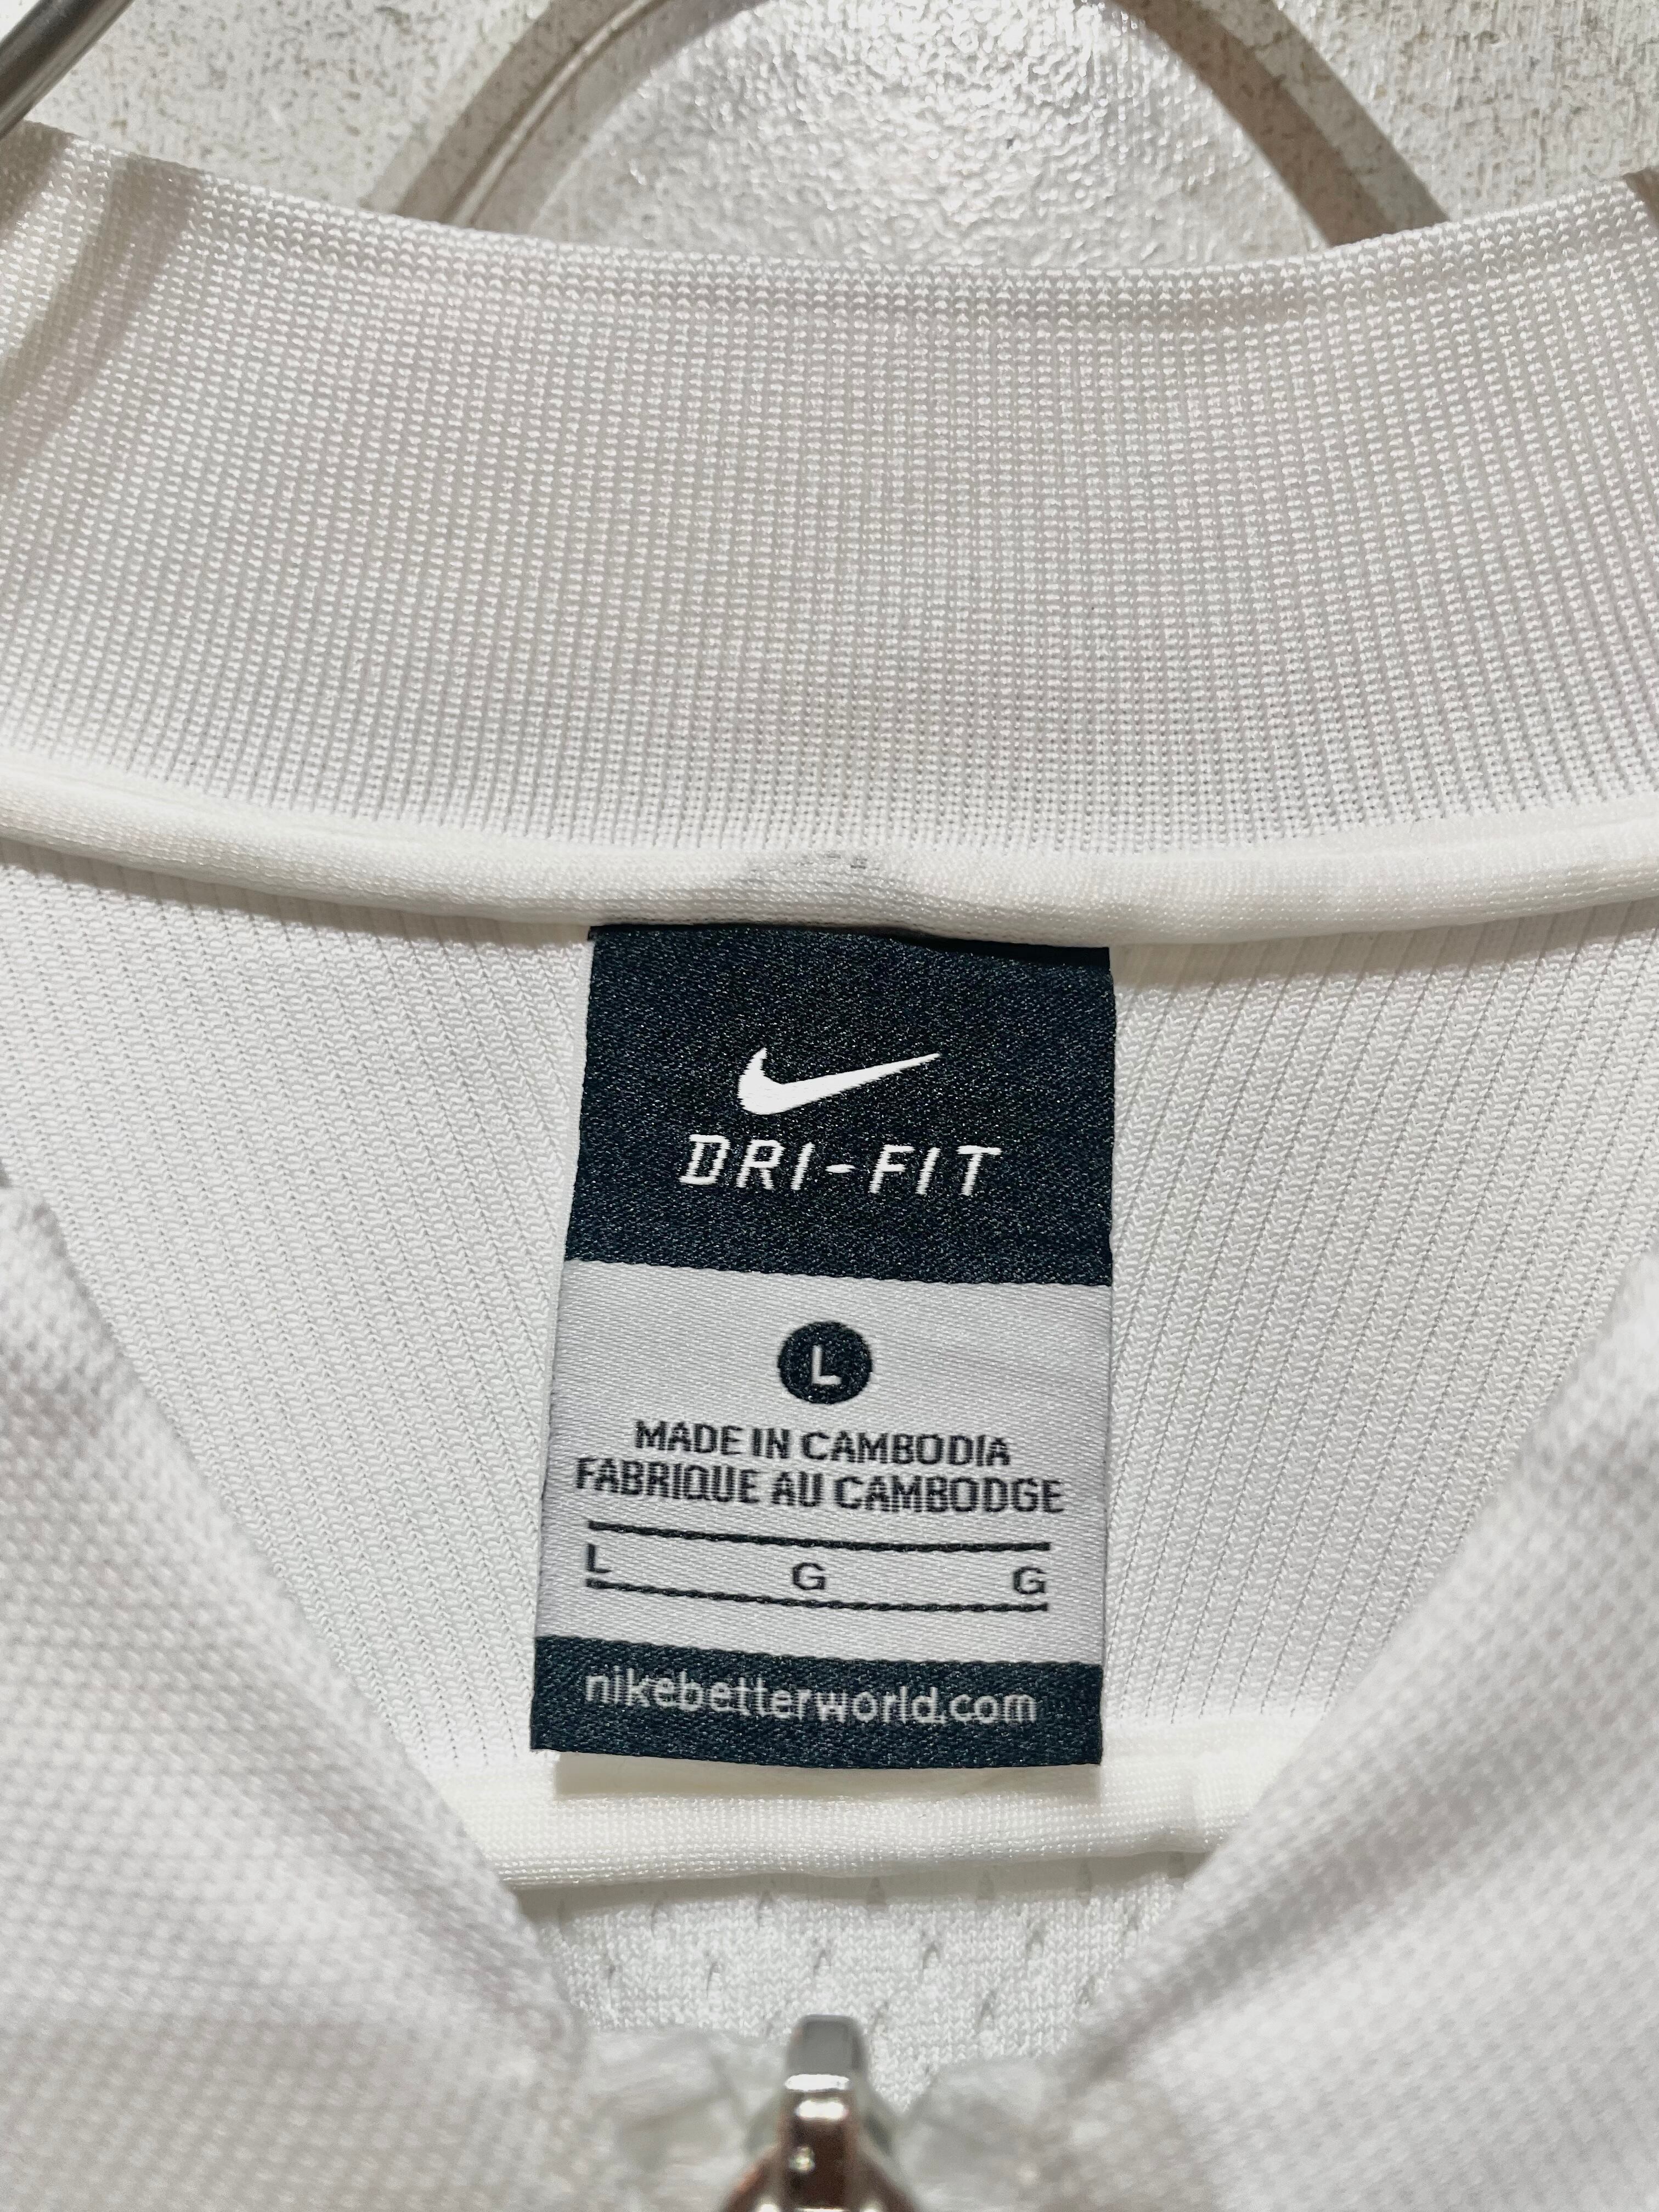 DRI-FIT
L
MADE IN CAMBODIA
FABRIQUE AU CAMBODGE
L G G
nikebetterworld.com